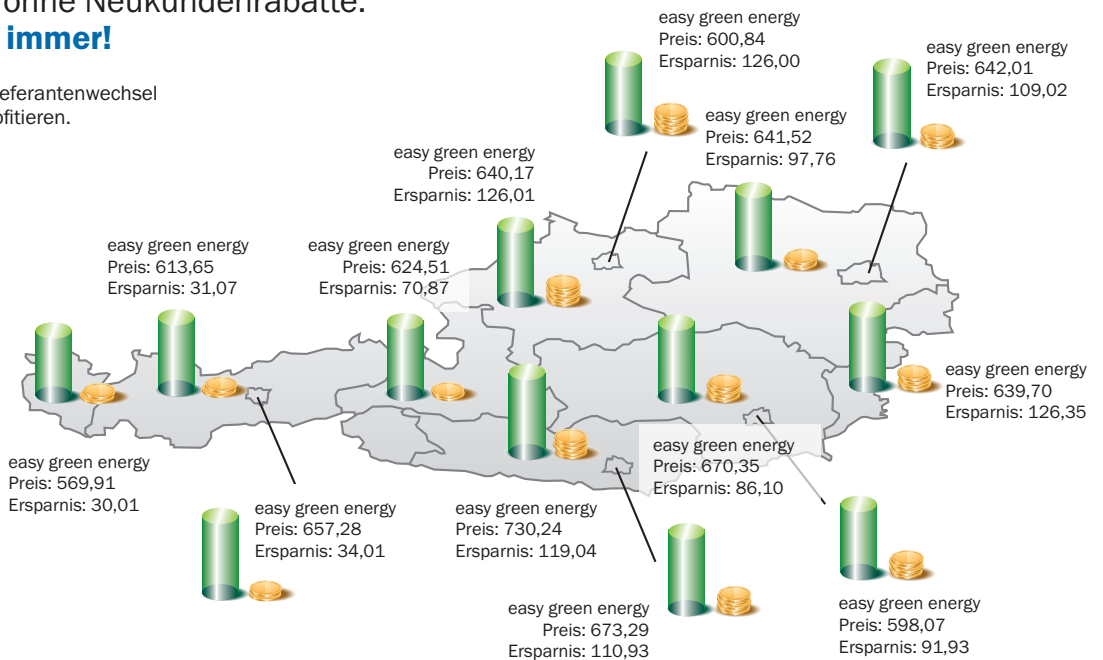 ohne Neukundenrabatte.
immer!
eferantenwechsel
ofitieren.
easy green energy
Preis: 600,84
Ersparnis: 126,00
easy green energy
Preis: 642,01
Ersparnis: 109,02
easy green energy
Preis: 641,52
Ersparnis: 97,76
easy green energy
Preis: 640,17
Ersparnis: 126,01
easy green energy
Preis: 613,65
Ersparnis: 31,07
easy green energy
Preis: 624,51
Ersparnis: 70,87
easy green energy
Preis: 639,70
Ersparnis: 126,35
easy green energy
Preis: 569,91
Ersparnis: 30,01
easy green energy
Preis: 670,35
Ersparnis: 86,10
easy green energy
Preis: 657,28
Ersparnis: 34,01
easy green energy
Preis: 730,24
Ersparnis: 119,04
easy green energy
Preis: 673,29
Ersparnis: 110,93
easy green energy
Preis: 598,07
Ersparnis: 91,93